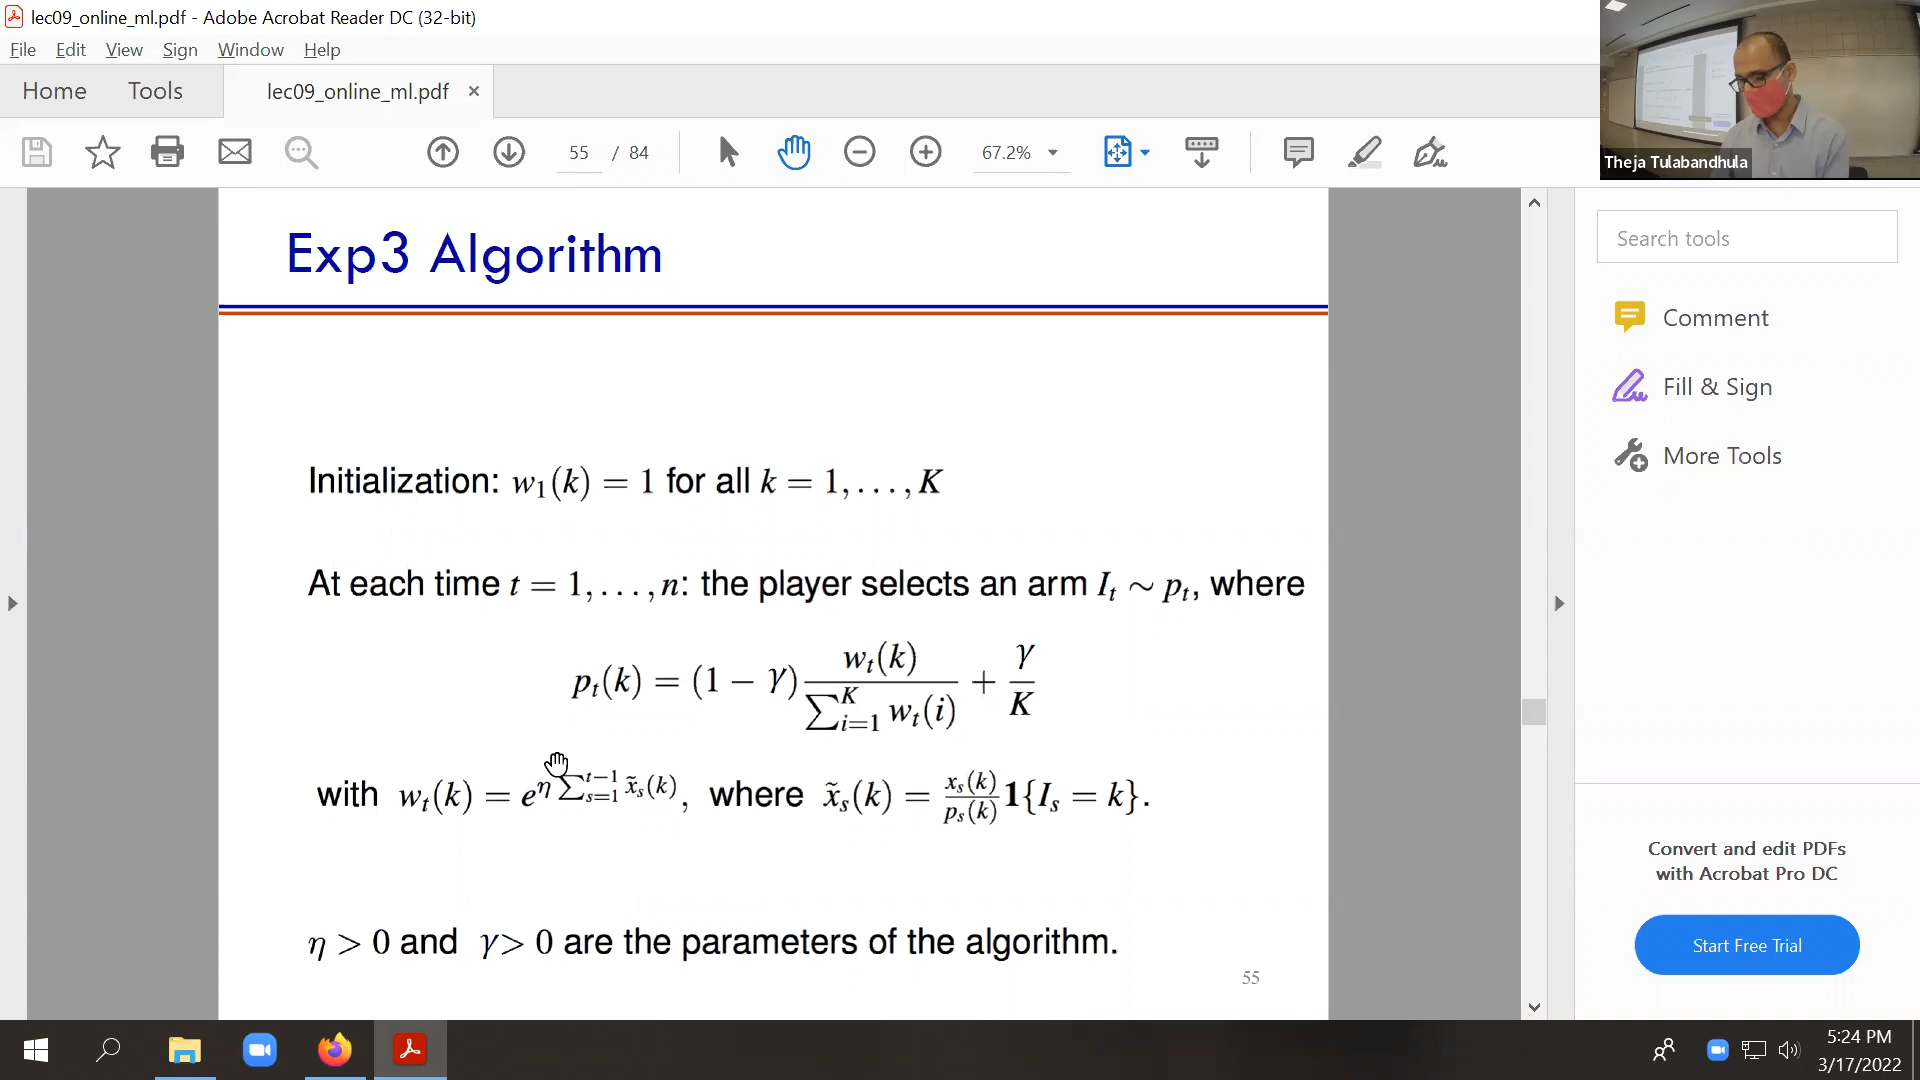 lec09_online_ml.pdf - Adobe Acrobat Reader DC (32-bit)
File Edit View Sign Window Help
Home Tools lec09_online_ml.pdf ×
55 / 84 67.2%
Theja Tulabandhula
Exp3 Algorithm
Initialization: w₁(k) = 1 for all k = 1, . . . , K
At each time t = 1, . . . , n: the player selects an arm Iₜ ∼ pₜ, where
pₜ(k) = (1 − γ) wₜ(k) / ∑ᵢ₌₁ᴷ wₜ(i) + γ / K
with wₜ(k) = e^{η ∑_{s=1}^{t−1} x̃ₛ(k)}, where x̃ₛ(k) = xₛ(k) / pₛ(k) 1{Iₛ = k}.
η > 0 and γ > 0 are the parameters of the algorithm.
55
Search tools
Comment
Fill & Sign
More Tools
Convert and edit PDFs
with Acrobat Pro DC
Start Free Trial
5:24 PM
3/17/2022